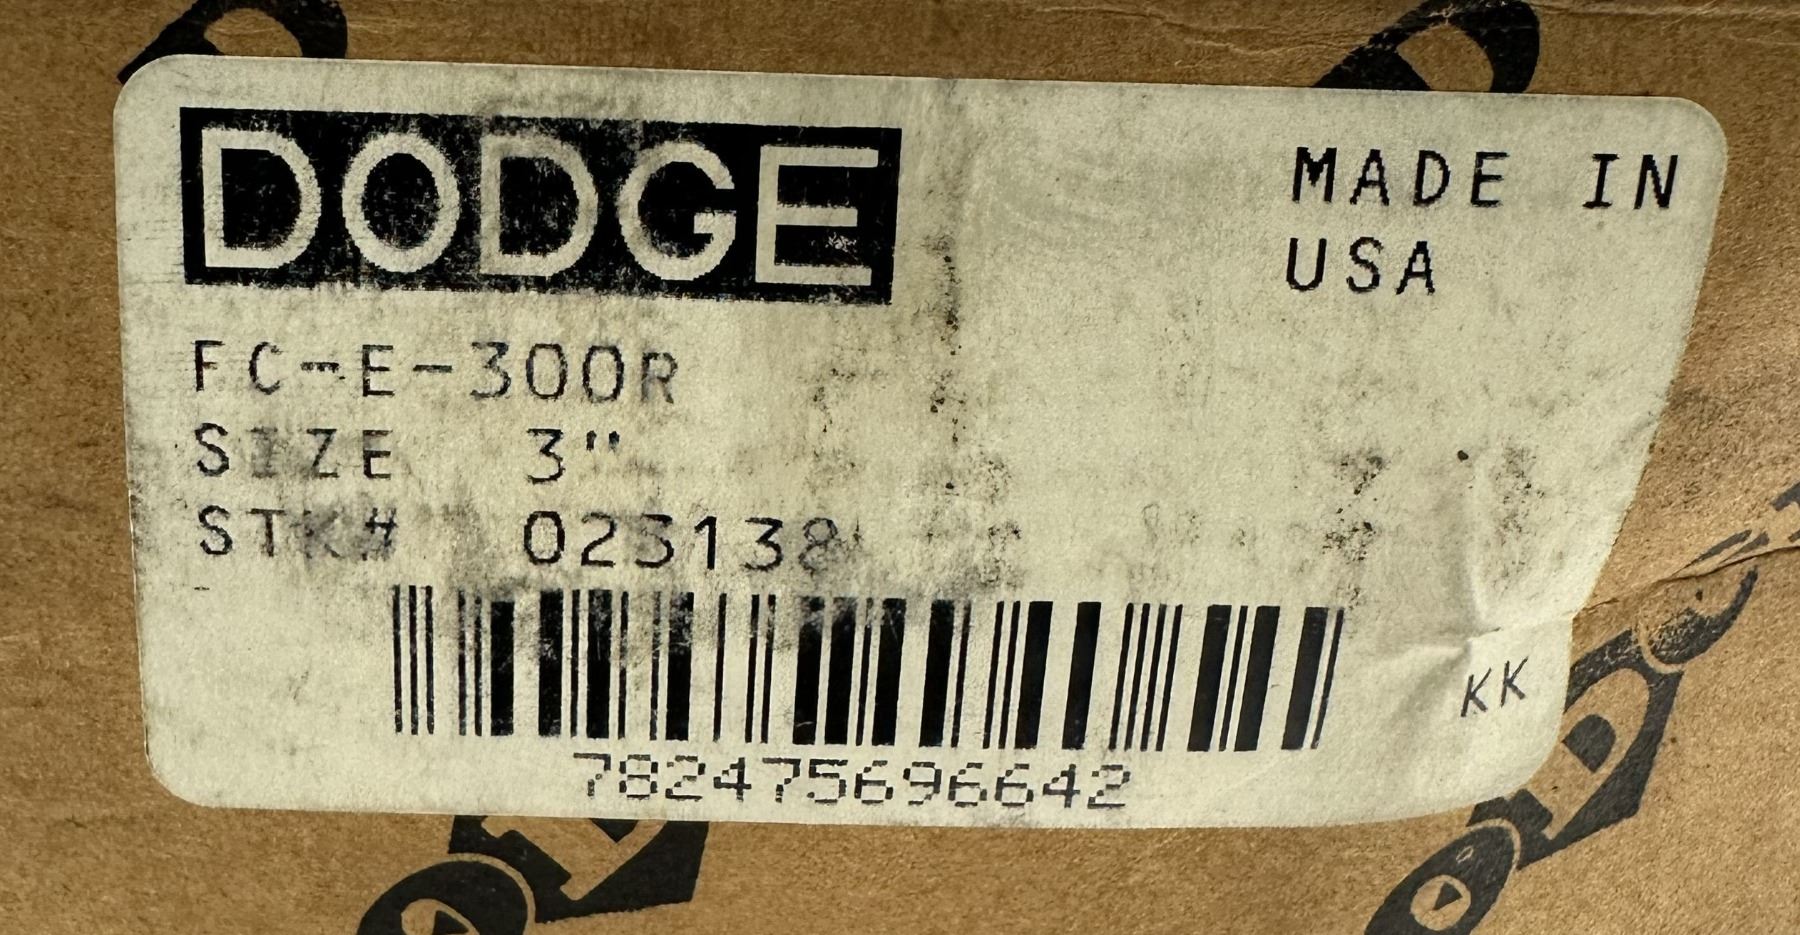 DODGE
MADE IN
USA
FC-E-300R
SIZE 3"
STK# 023138
782475696642
KK